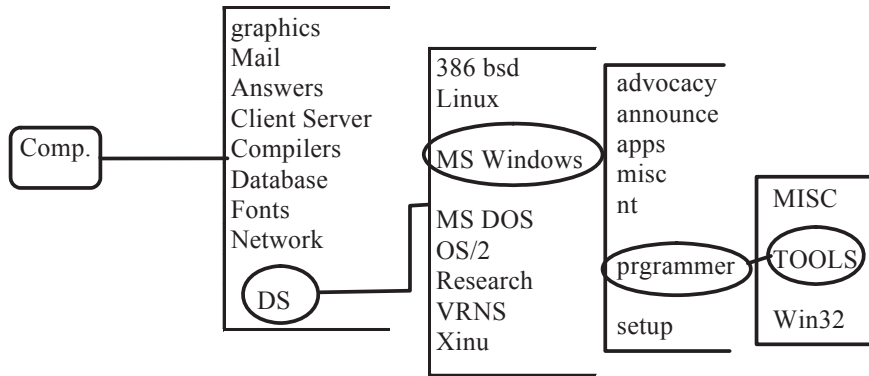 Comp.
graphics
Mail
Answers
Client Server
Compilers
Database
Fonts
Network
DS
386 bsd
Linux
MS Windows
MS DOS
OS/2
Research
VRNS
Xinu
advocacy
announce
apps
misc
nt
prgrammer
setup
MISC
TOOLS
Win32